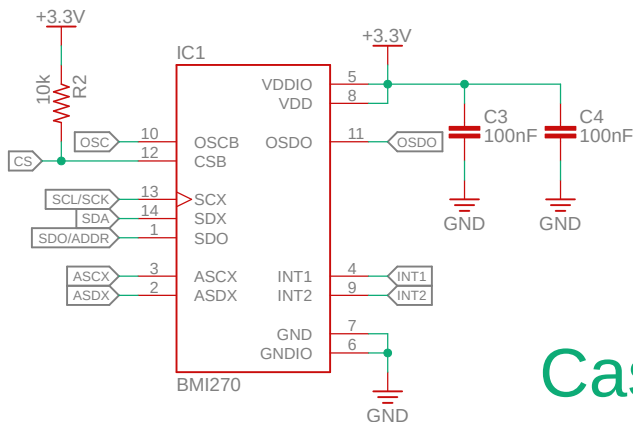 +3.3V
10k
R2
IC1
+3.3V
VDDIO 5
VDD 8
C3
100nF
C4
100nF
OSC 10 OSCB
OSDO 11 OSDO
CS 12 CSB
SCL/SCK 13 SCX
SDA 14 SDX
SDO/ADDR 1 SDO
GND
GND
ASCX 3 ASCX
INT1 4 INT1
ASDX 2 ASDX
INT2 9 INT2
GND 7
GNDIO 6
BMI270
GND
Cas